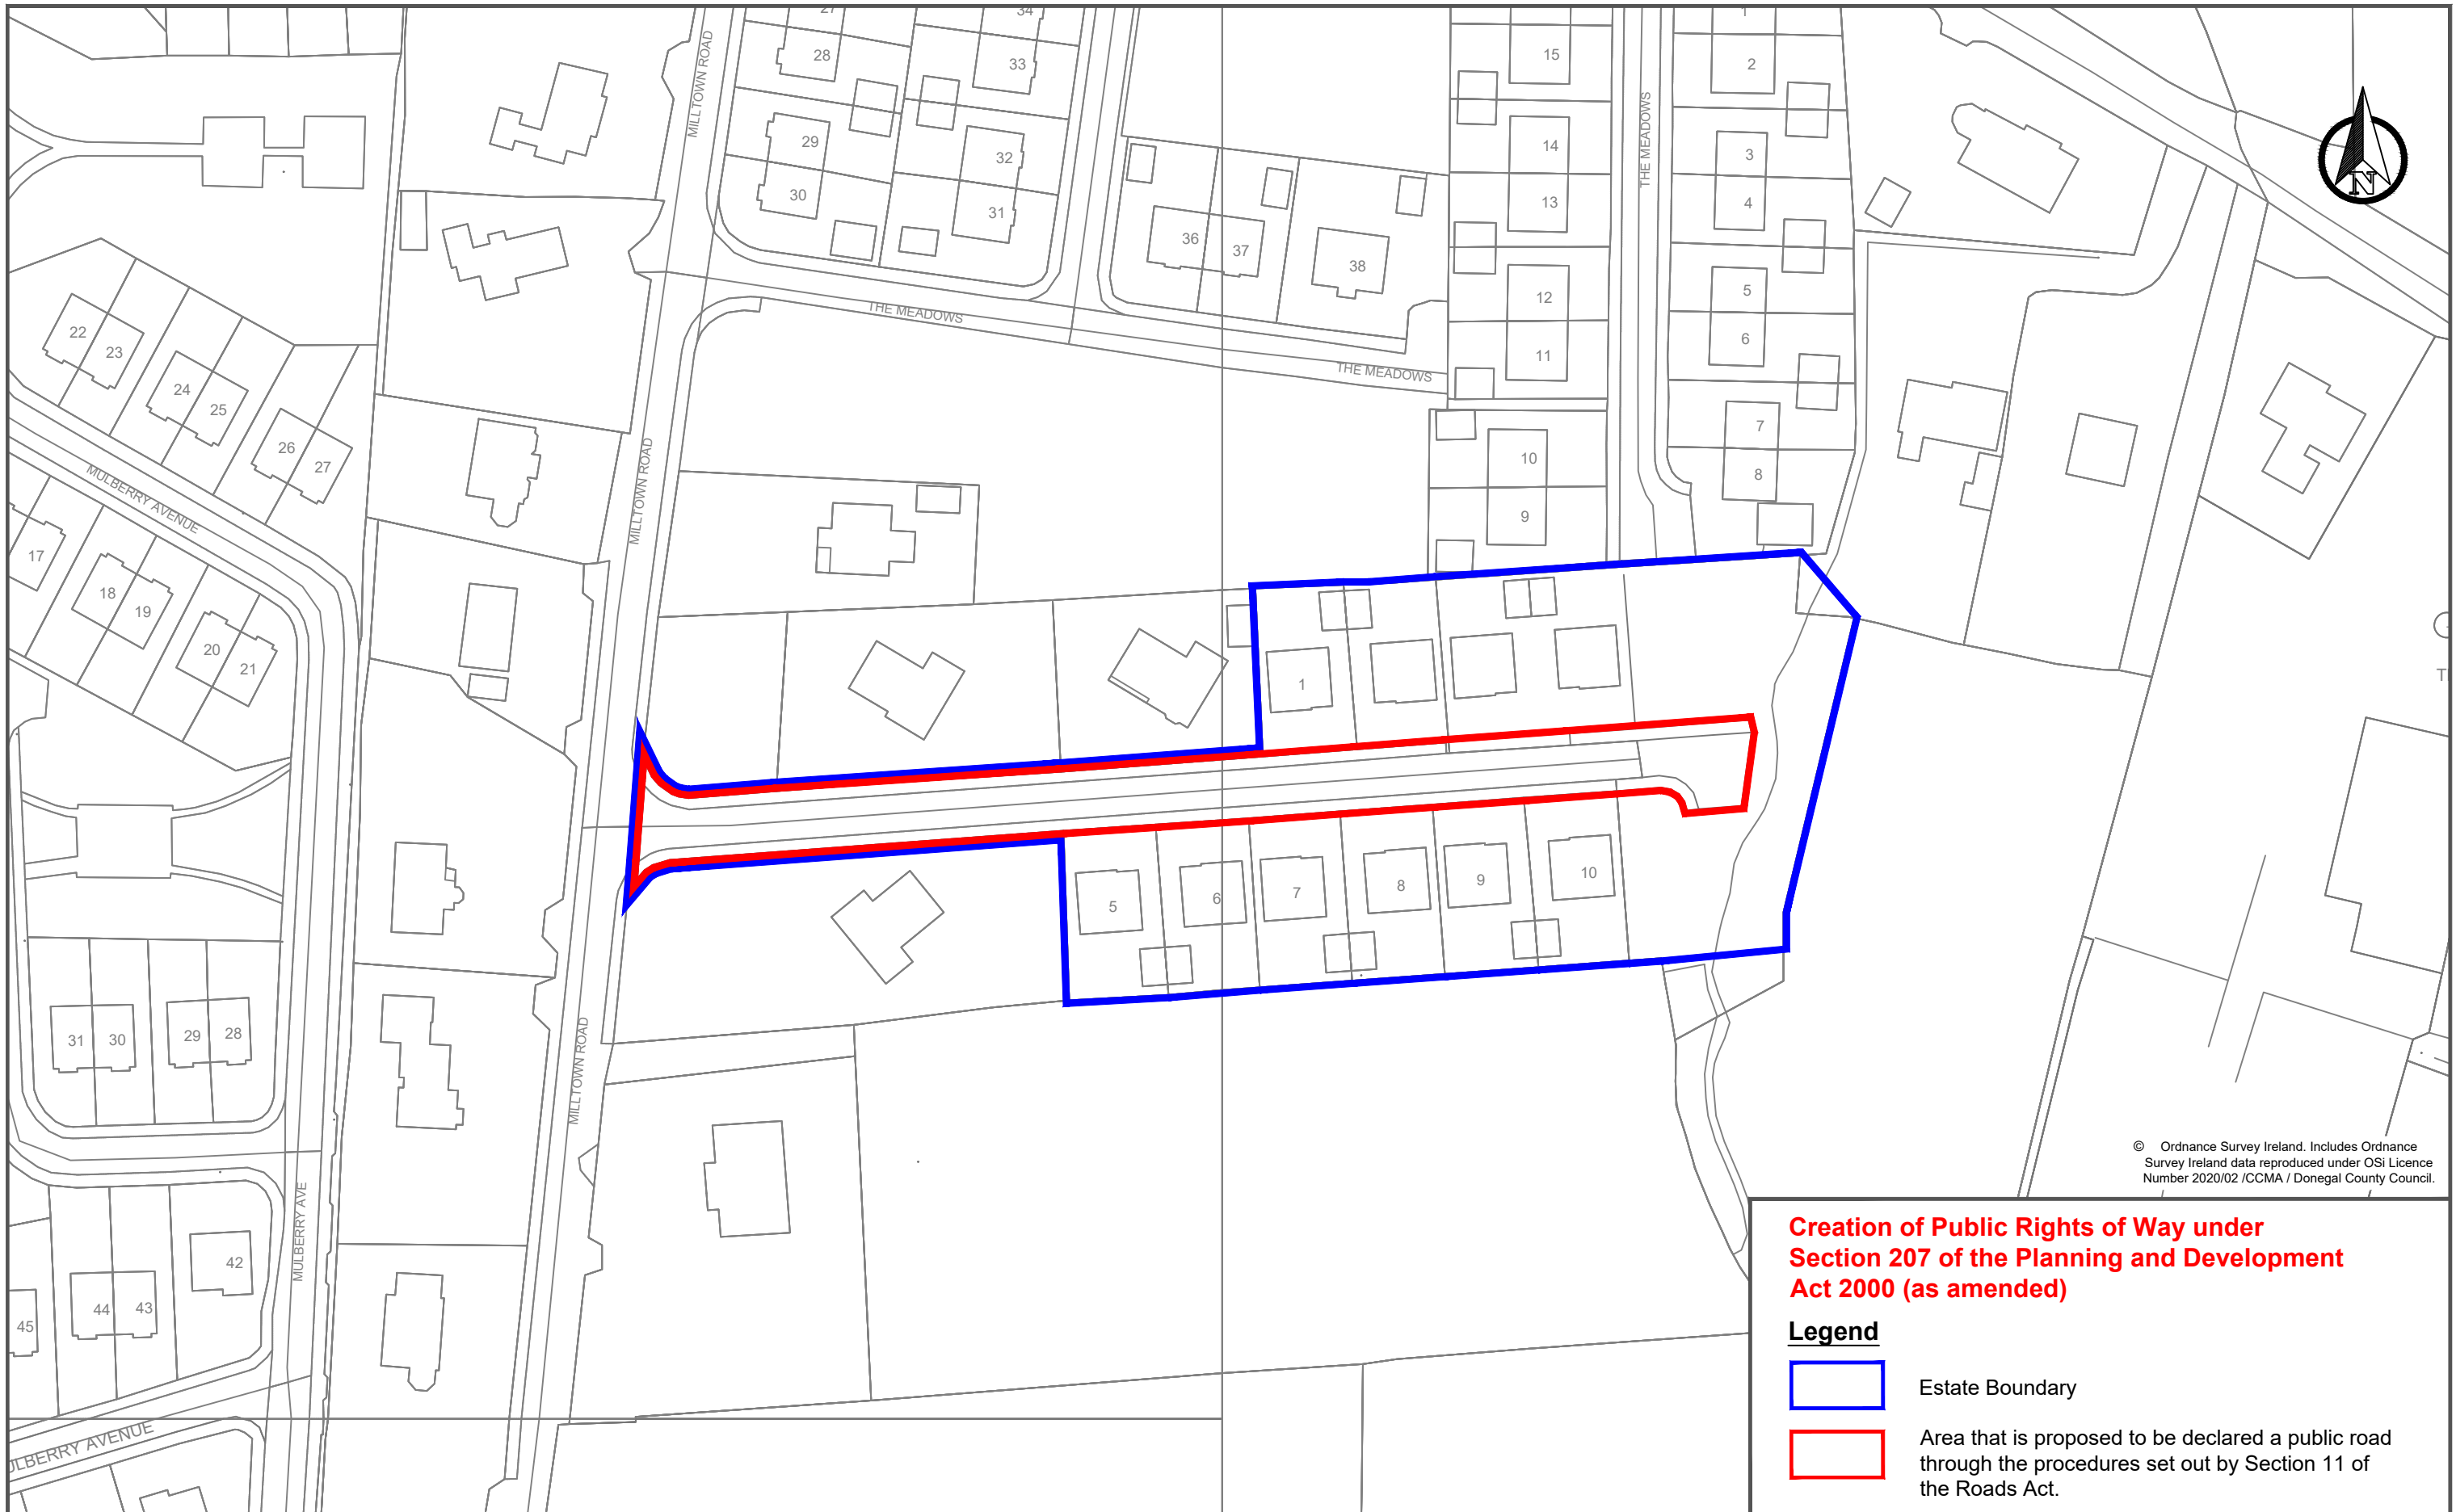 27
34
28
33
MILLTOWN ROAD
29
32
30
31
36
37
38
15
14
13
12
11
10
9
THE MEADOWS
1
2
3
4
5
6
7
8
N
THE MEADOWS
THE MEADOWS
22
23
24
25
26
27
MULBERRY AVENUE
17
18
19
20
21
MILLTOWN ROAD
1
5
6
7
8
9
10
31
30
29
28
MILLTOWN ROAD
MULBERRY AVE
42
43
44
45
ULBERRY AVENUE
© Ordnance Survey Ireland. Includes Ordnance
Survey Ireland data reproduced under OSi Licence
Number 2020/02 /CCMA / Donegal County Council.
Creation of Public Rights of Way under
Section 207 of the Planning and Development
Act 2000 (as amended)
Legend
Estate Boundary
Area that is proposed to be declared a public road
through the procedures set out by Section 11 of
the Roads Act.